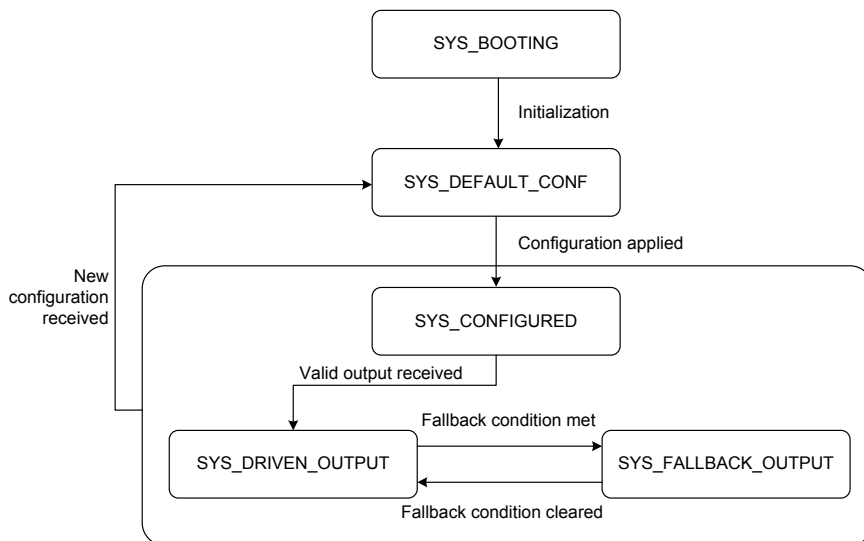 SYS_BOOTING
Initialization
SYS_DEFAULT_CONF
Configuration applied
New
configuration
received
SYS_CONFIGURED
Valid output received
Fallback condition met
SYS_DRIVEN_OUTPUT
SYS_FALLBACK_OUTPUT
Fallback condition cleared